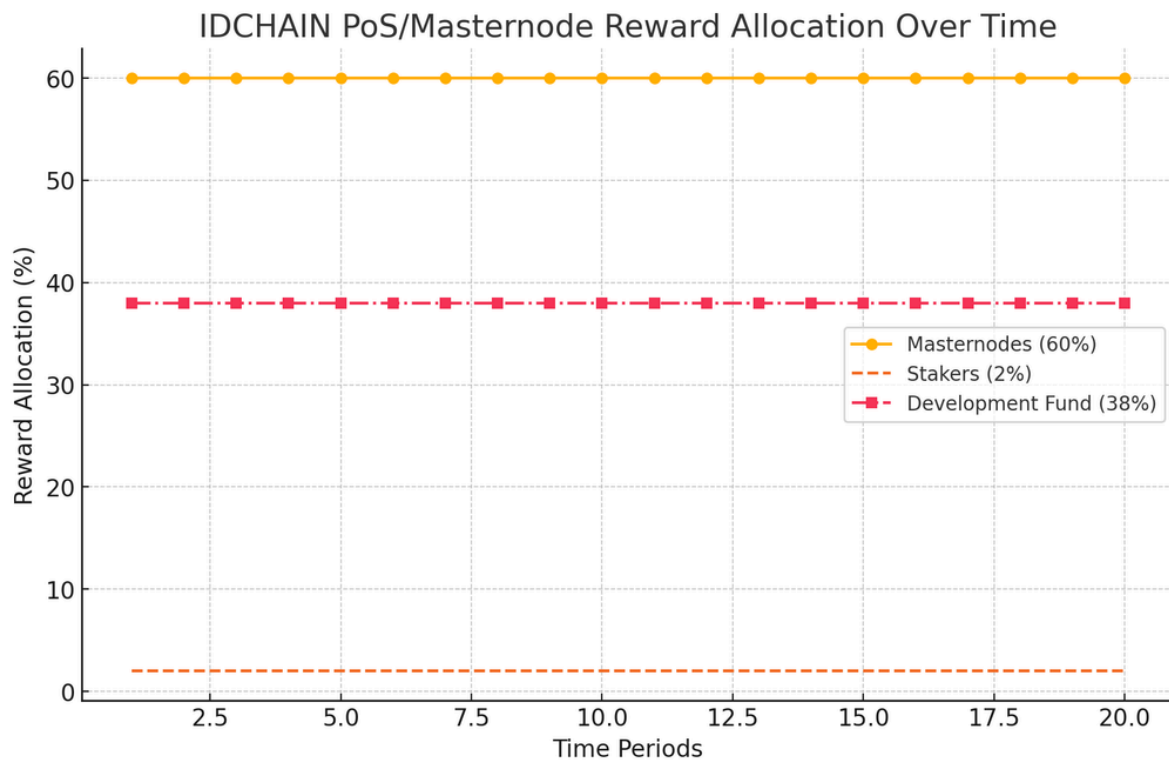 IDCHAIN PoS/Masternode Reward Allocation Over Time
Reward Allocation (%)
60
50
40
30
20
10
0
Masternodes (60%)
Stakers (2%)
Development Fund (38%)
2.5 5.0 7.5 10.0 12.5 15.0 17.5 20.0
Time Periods